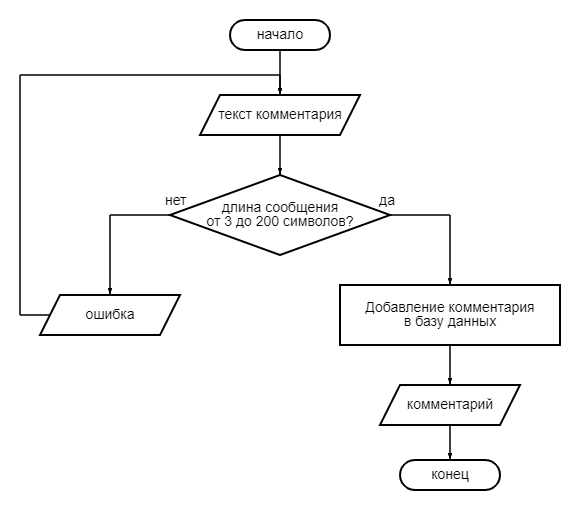 начало
текст комментария
нет
да
длина сообщения
от 3 до 200 символов?
ошибка
Добавление комментария
в базу данных
комментарий
конец